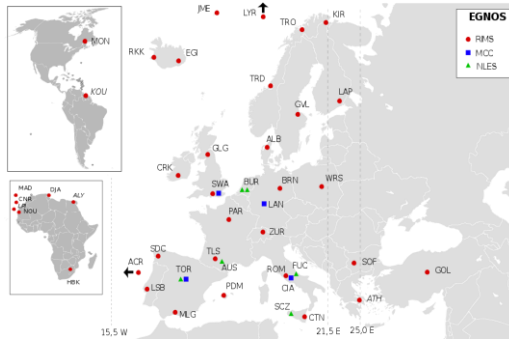 EGNOS
RIMS
MCC
NLES
MON
KOU
MAD
CNR
LPI
NOU
DJA
ALY
HBK
JME
LYR
TRO
KIR
RKK
EGI
TRD
LAP
GVL
ALB
GLG
CRK
SWA
BUR
BRN
WRS
LAN
PAR
ZUR
SDC
TLS
AUS
ACR
TOR
ROM
FUC
CIA
SOF
GOL
LSB
PDM
MLG
SCZ
CTN
ATH
15,5 W
21,5 E
25,0 E